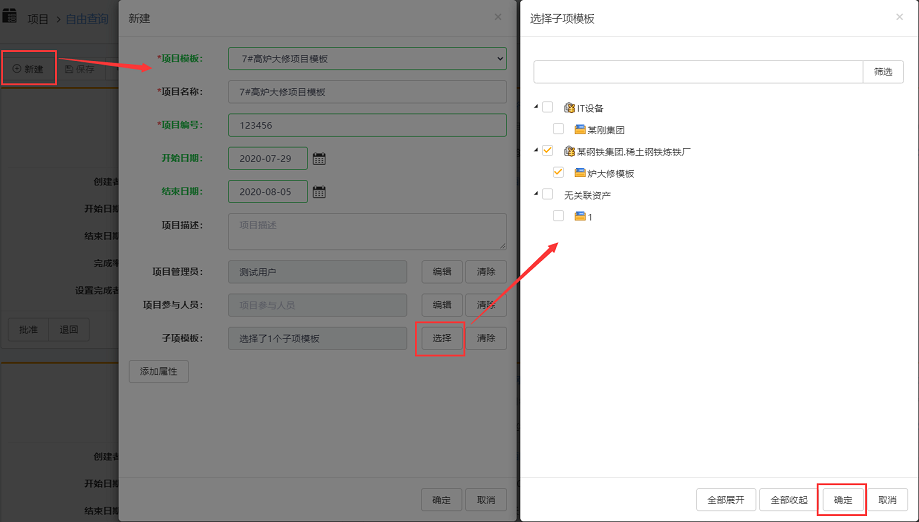 项目 > 自由查询
新建
保存
创建者
开始日期
结束日期
完成率
设置完成者
批准
退回
创建者
开始日期
结束日期
新建
×
*项目模板:
7#高炉大修项目模板
*项目名称:
7#高炉大修项目模板
*项目编号:
123456
开始日期:
2020-07-29
结束日期:
2020-08-05
项目描述:
项目描述
项目管理员:
测试用户
编辑
清除
项目参与人员:
项目参与人员
编辑
清除
子项模板:
选择了1个子项模板
选择
清除
添加属性
确定
取消
选择子项模板
×
筛选
IT设备
某刚集团
某钢铁集团.稀土钢铁炼铁厂
炉大修模板
无关联资产
1
全部展开
全部收起
确定
取消